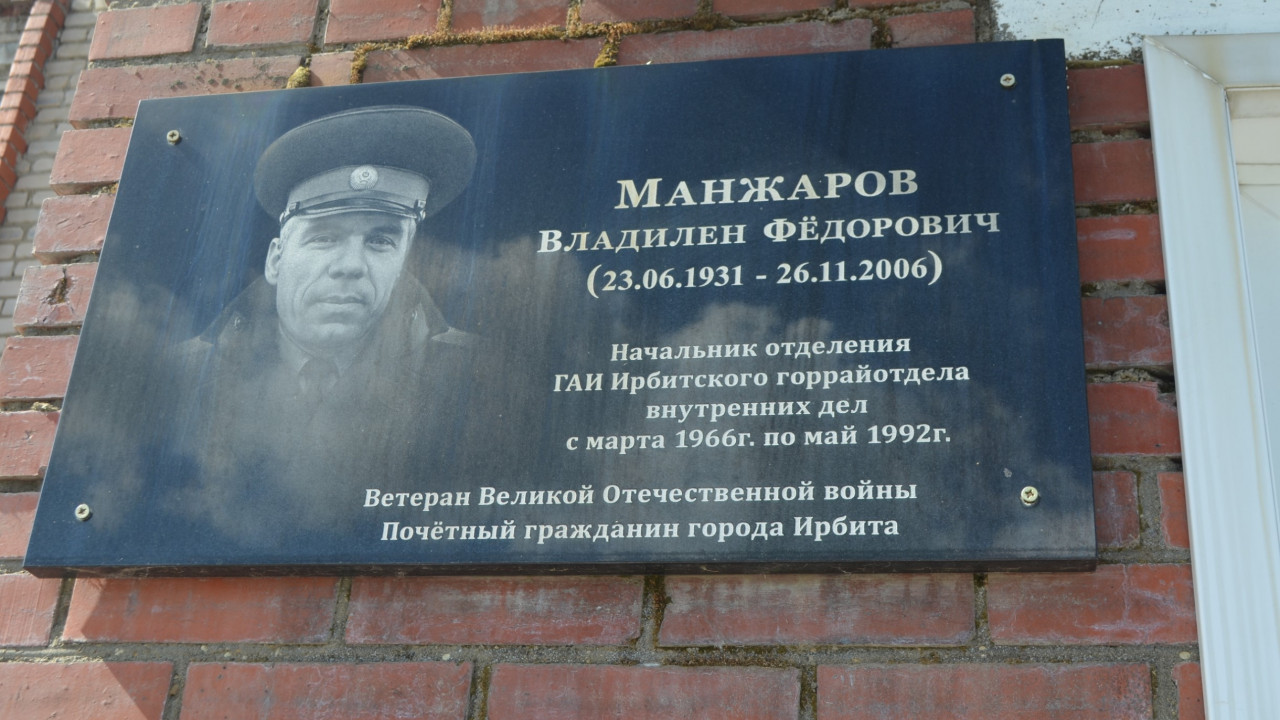 МАНЖАРОВ
ВЛАДИЛЕН ФЁДОРОВИЧ
(23.06.1931 - 26.11.2006)
Начальник отделения
ГАИ Ирбитского горрайотдела
внутренних дел
с марта 1966г. по май 1992г.
Ветеран Великой Отечественной войны
Почётный гражданин города Ирбита